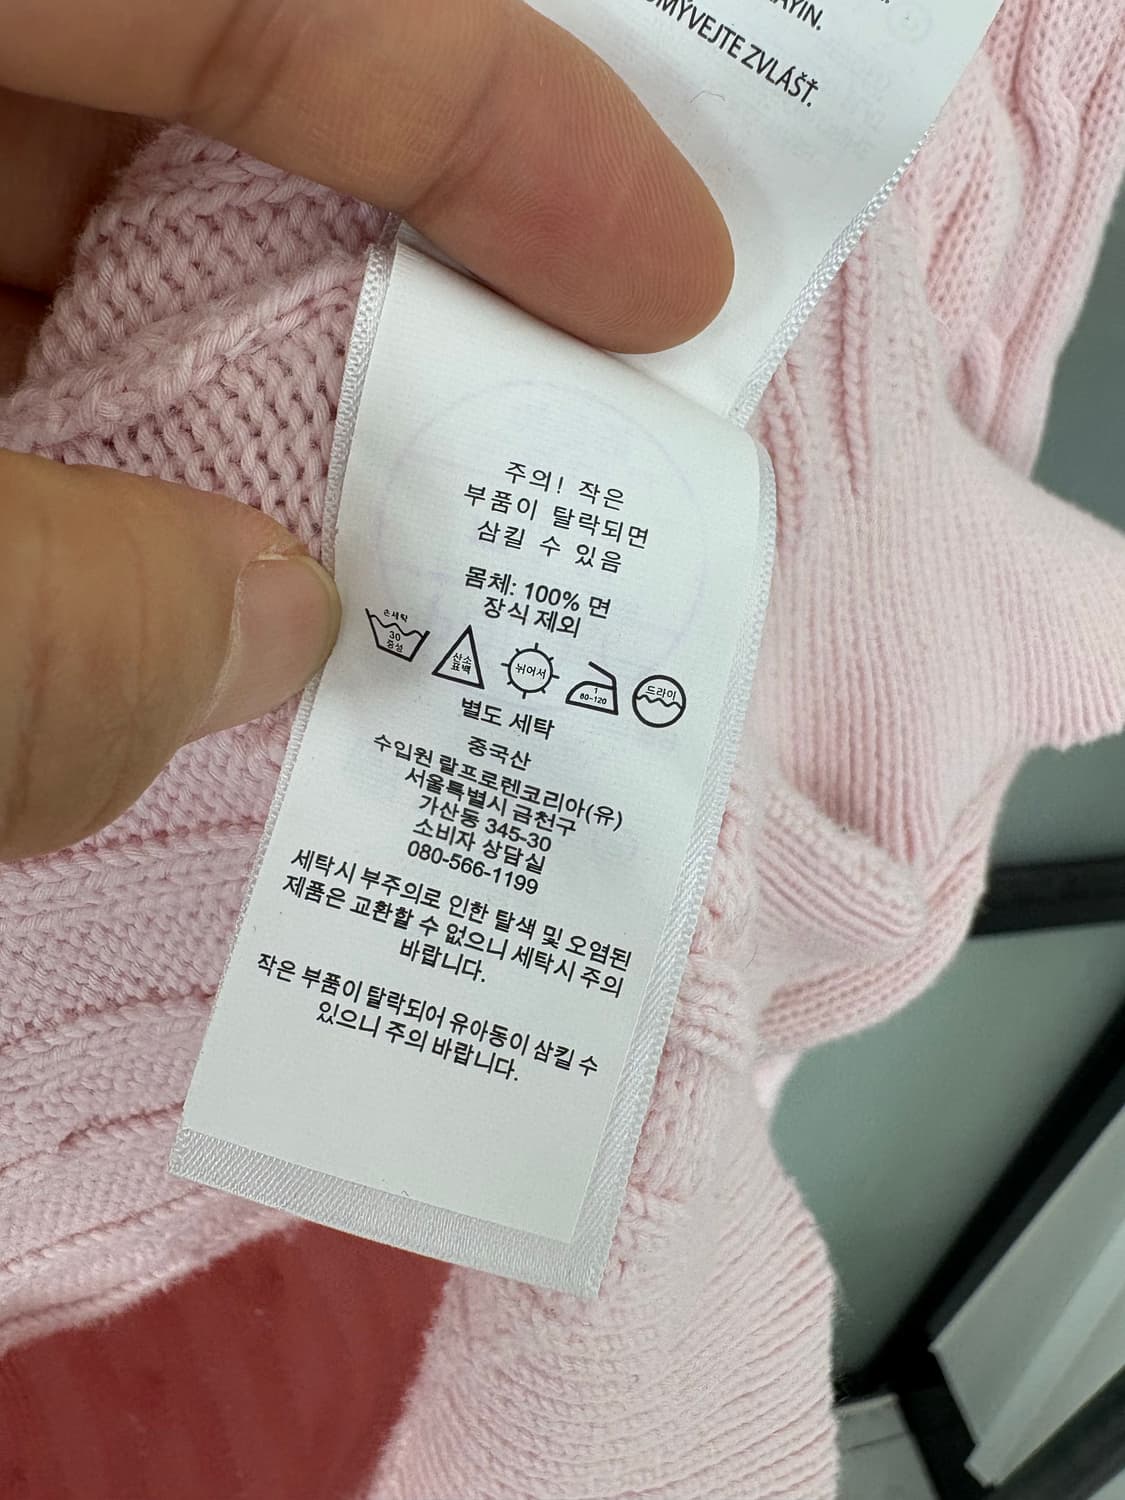 ZVLÁŠŤ.
주의! 작은
부품이 탈락되면
삼킬 수 있음
몸체: 100% 면
장식 제외
손세탁
30
중성
산소
표백
뉘어서
1
80~120
드라이
별도 세탁
중국산
수입원 랄프로렌코리아(유)
서울특별시 금천구
가산동 345-30
소비자 상담실
080-566-1199
세탁시 부주의로 인한 탈색 및 오염된
제품은 교환할 수 없으니 세탁시 주의
바랍니다.
작은 부품이 탈락되어 유아동이 삼킬 수
있으니 주의 바랍니다.